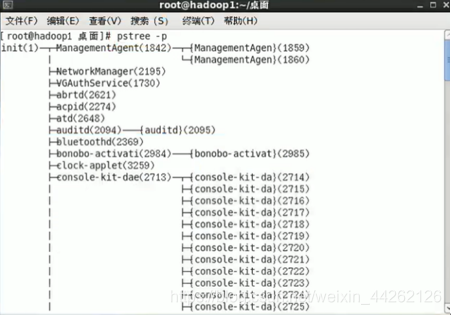 root@hadoop1:~/桌面
文件(F) 编辑(E) 查看(V) 搜索 (S) 终端(T) 帮助(H)
[root@hadoop1 桌面]# pstree -p
init(1)─┬─ManagementAgent(1842)─┬─{ManagementAgen}(1859)
│ └─{ManagementAgen}(1860)
├─NetworkManager(2195)
├─VGAuthService(1730)
├─abrtd(2621)
├─acpid(2274)
├─atd(2648)
├─auditd(2094)───{auditd}(2095)
├─bluetoothd(2369)
├─bonobo-activati(2984)───{bonobo-activat}(2985)
├─clock-applet(3259)
├─console-kit-dae(2713)─┬─{console-kit-da}(2714)
│ ├─{console-kit-da}(2715)
│ ├─{console-kit-da}(2716)
│ ├─{console-kit-da}(2717)
│ ├─{console-kit-da}(2718)
│ ├─{console-kit-da}(2719)
│ ├─{console-kit-da}(2720)
│ ├─{console-kit-da}(2721)
│ ├─{console-kit-da}(2722)
│ ├─{console-kit-da}(2723)
│ ├─{console-kit-da}(2724)
│ ├─{console-kit-da}(2725)
weixin_44262126